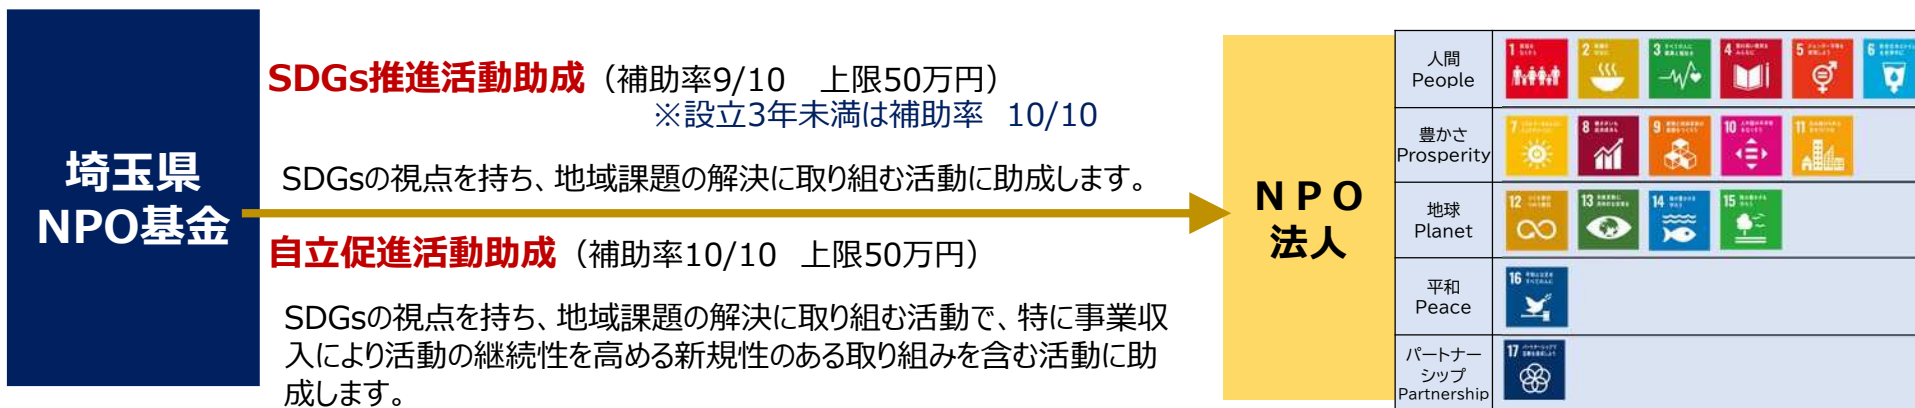 埼玉県
NPO基金
SDGs推進活動助成（補助率9/10　上限50万円）
※設立3年未満は補助率　10/10
SDGsの視点を持ち、地域課題の解決に取り組む活動に助成します。
自立促進活動助成（補助率10/10　上限50万円）
SDGsの視点を持ち、地域課題の解決に取り組む活動で、特に事業収
入により活動の継続性を高める新規性のある取り組みを含む活動に助
成します。
NPO
法人
人間
People
1
2
3
4
5
6
豊かさ
Prosperity
7
8
9
10
11
地球
Planet
12
13
14
15
平和
Peace
16
パートナー
シップ
Partnership
17